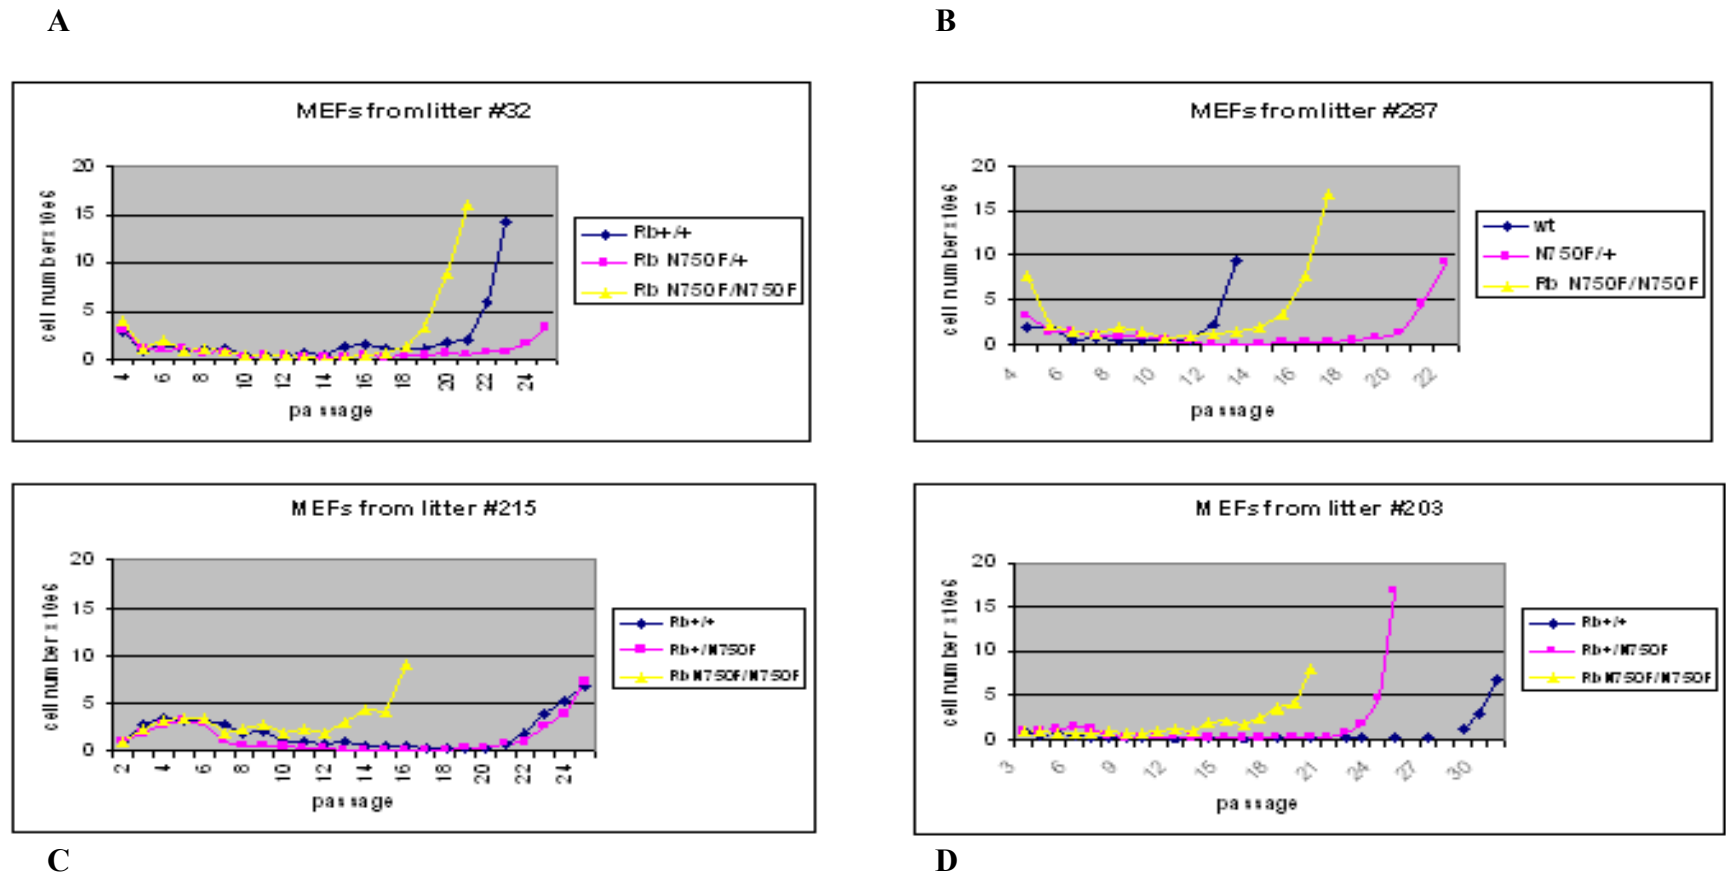 A
B
MEFs from litter #32
20
15
10
5
0
cell number x10e6
4 6 8 10 12 14 16 18 20 22 24
passage
Rb+/+
Rb N750F/+
Rb N750F/N750F
MEFs from litter #287
20
15
10
5
0
cell number x10e6
4 6 8 10 12 14 16 18 20 22
passage
wt
N750F/+
Rb N750F/N750F
MEFs from litter #215
20
15
10
5
0
cell number x10e6
2 4 6 8 10 12 14 16 18 20 22 24
passage
Rb+/+
Rb+/N750F
Rb N750F/N750F
MEFs from litter #203
20
15
10
5
0
cell number x10e6
3 6 9 12 15 18 21 24 27 30
passage
Rb+/+
Rb+/N750F
Rb N750F/N750F
C
D